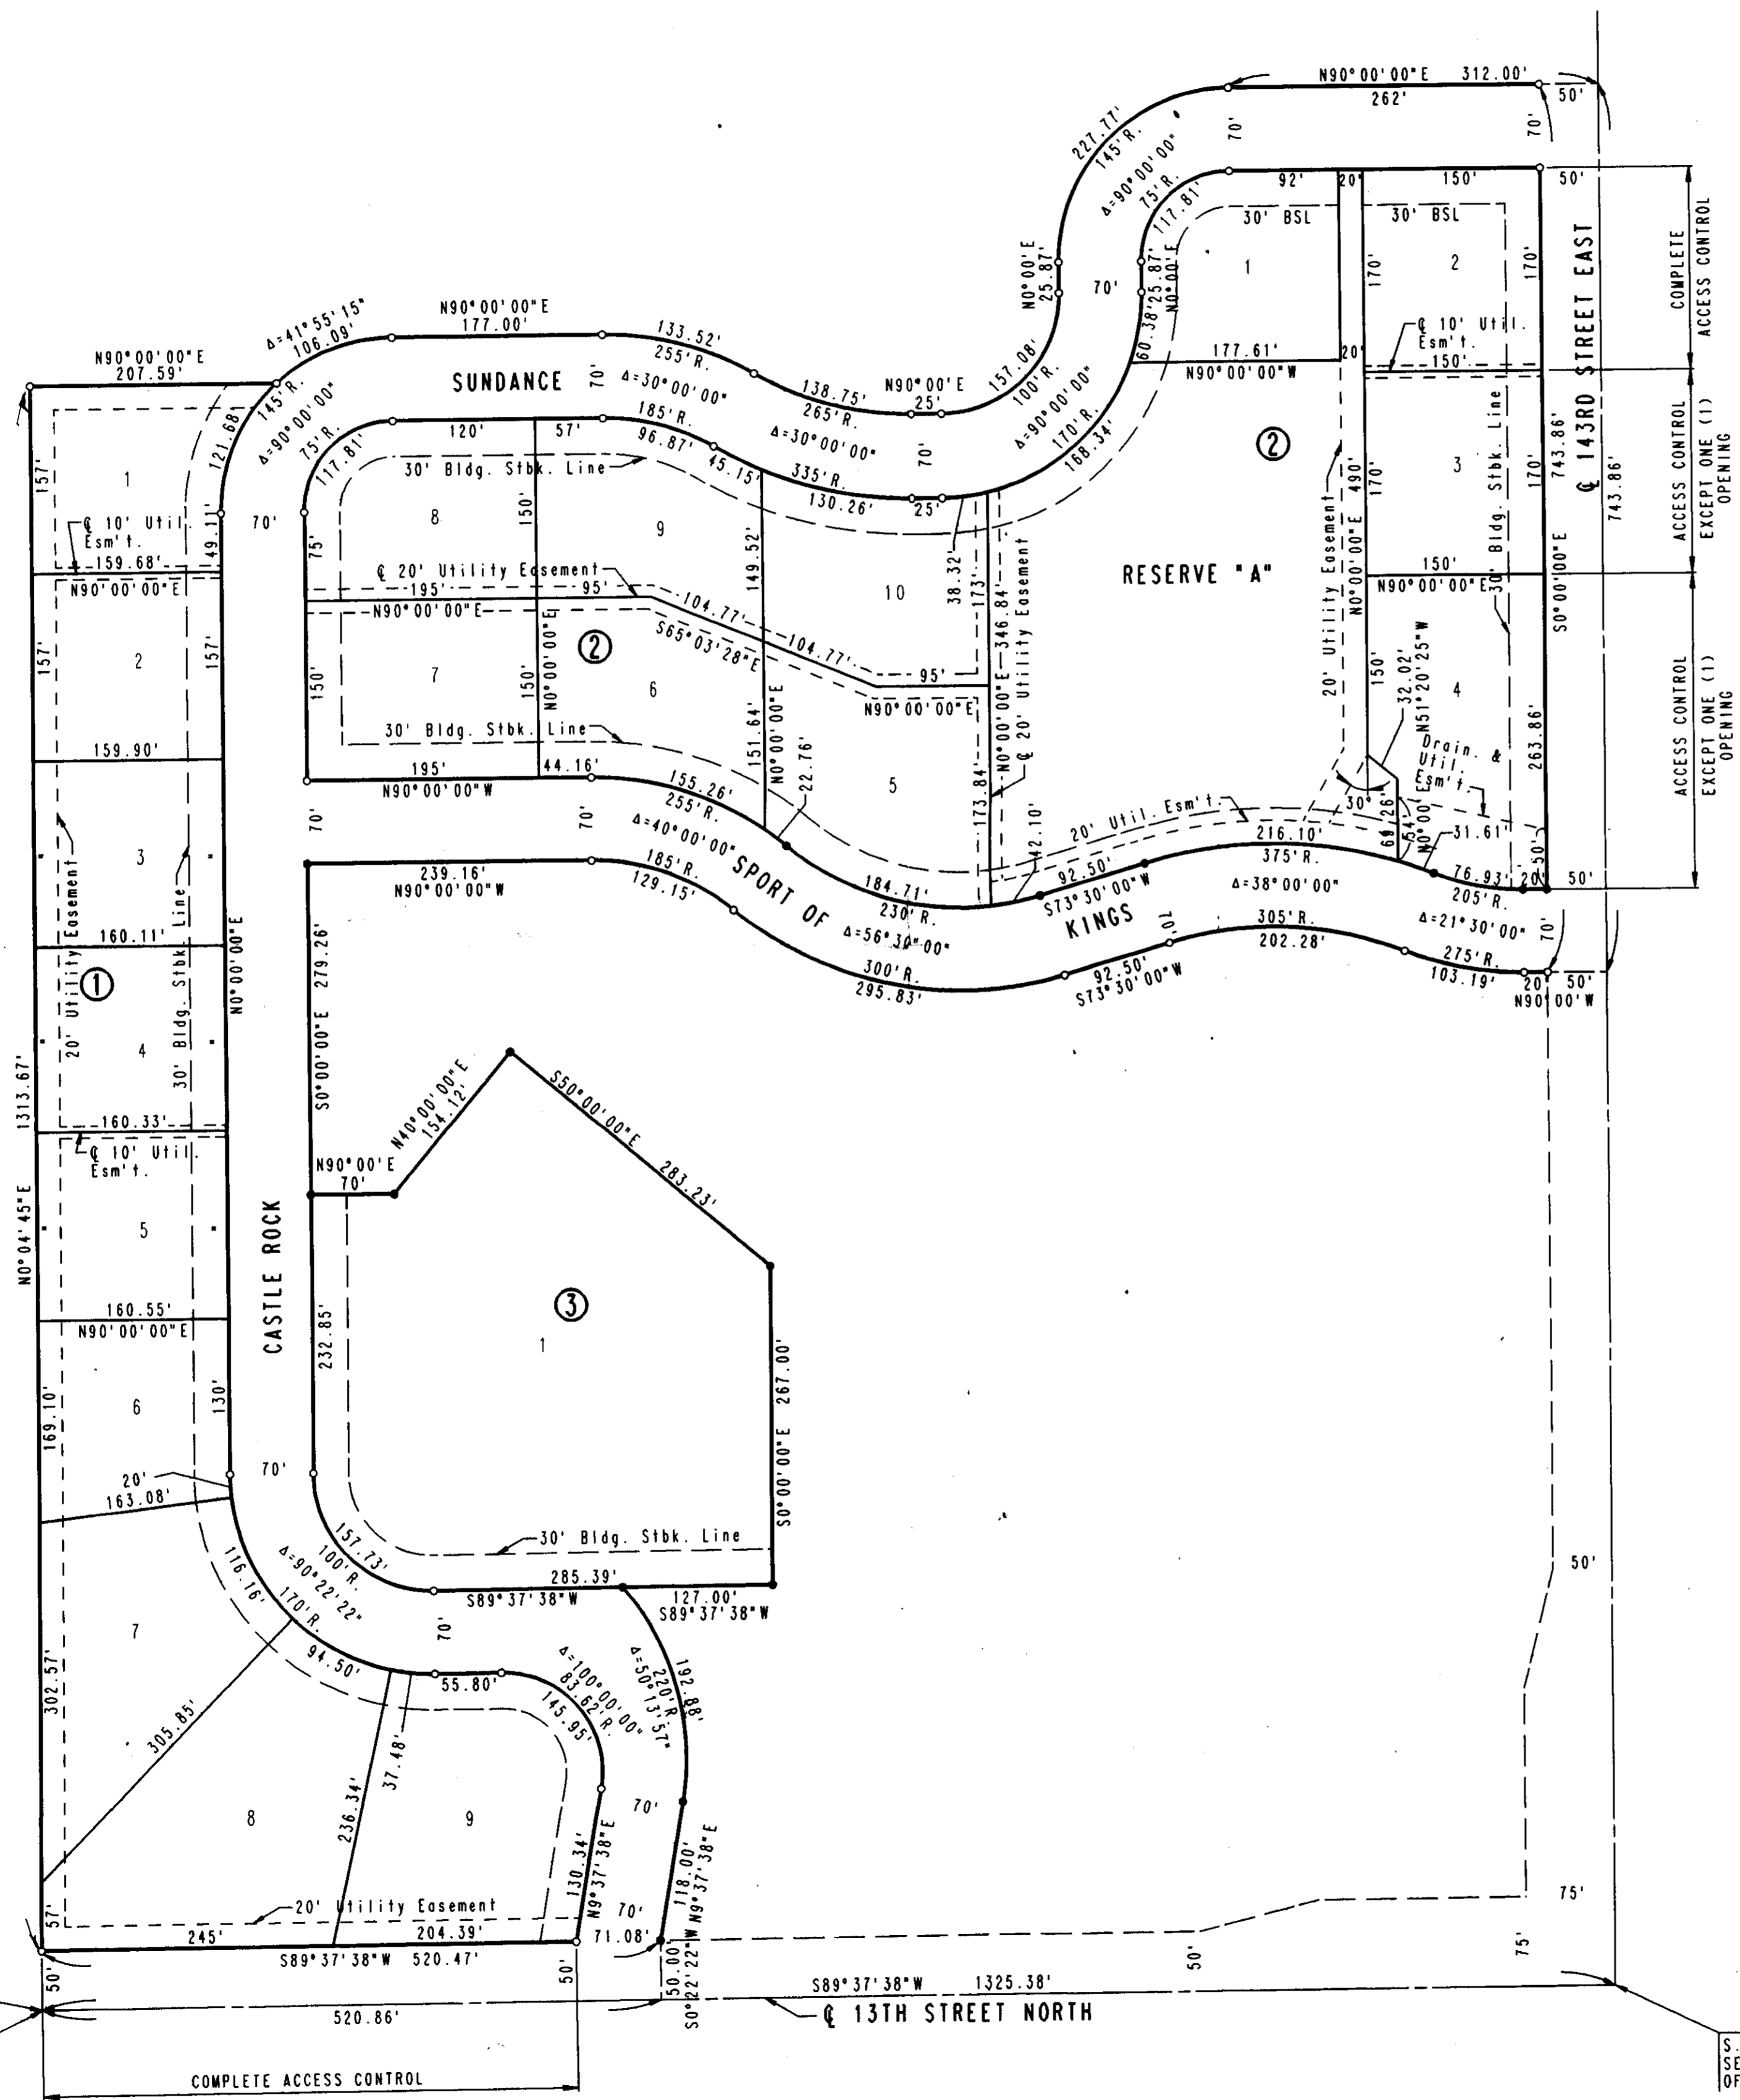 N90°00'00"E 312.00'
262'
50'
70'
70'
227.77'
145'R.
Δ=90°00'00"
75'R.
117.81'
92'
20'
150'
50'
30' BSL
30' BSL
1
2
170'
170'
N0°00'E
25.87'
70'
25.87'
N0°00'E
60.38'
177.61'
N90°00'00"W
20'
℄ 10' Util.
Esm't.
150'
℄ 143RD STREET EAST
743.86'
743.86'
S0°00'00"E
COMPLETE
ACCESS CONTROL
ACCESS CONTROL
EXCEPT ONE (1)
OPENING
ACCESS CONTROL
EXCEPT ONE (1)
OPENING
N90°00'00"E
207.59'
Δ=41°55'15"
106.09'
N90°00'00"E
177.00'
133.52'
255'R.
Δ=30°00'00"
SUNDANCE
70'
138.75'
265'R.
Δ=30°00'00"
N90°00'E
25'
157.08'
100'R.
Δ=90°00'00"
170'R.
168.34'
70'
121.68'
145'R.
Δ=90°00'00"
75'R.
117.81'
120'
57'
185'R.
96.87'
45.15'
335'R.
130.26'
25'
30' Bldg. Stbk. Line
157'
1
49.11'
70'
75'
8
150'
9
149.52'
10
38.32'
173'
℄ 10' Util.
Esm't.
159.68'
N90°00'00"E
℄ 20' Utility Easement
195'
95'
N90°00'00"E
104.77'
104.77'
S65°03'28"E
95'
N90°00'00"E
N0°00'00"E 346.84'
℄ 20' Utility Easement
RESERVE "A"
2
20' Utility Easement
N0°00'00"E 490'
170'
3
170'
30' Bldg. Stbk. Line
150'
N90°00'00"E
157'
2
157'
150'
7
150'
N0°00'00"E
2
6
151.64'
N0°00'00"E
5
173.84'
30' Bldg. Stbk. Line
150'
32.02'
N51°20'25"W
4
263.86'
Drain. &
Util.
Esm't.
30°
69.26'
N0°00'E
54°
31.61'
50'
159.90'
195'
N90°00'00"W
44.16'
155.26'
255'R.
Δ=40°00'00"
22.76'
70'
70'
20' Util. Esm't.
42.10'
92.50'
S73°30'00"W
216.10'
375'R.
Δ=38°00'00"
76.93'
20'
50'
205'R.
Δ=21°30'00"
70'
3
239.16'
N90°00'00"W
185'R.
129.15'
SPORT OF
KINGS
184.71'
230'R.
Δ=56°30'00"
70'
305'R.
202.28'
275'R.
103.19'
20'
50'
N90°00'W
300'R.
295.83'
92.50'
S73°30'00"W
160.11'
1
20' Utility Easement
30' Bldg. Stbk. Line
N0°00'00"E
S0°00'00"E 279.26'
4
1313.67'
N0°04'45"E
160.33'
℄ 10' Util.
Esm't.
N90°00'E
70'
N40°00'00"E
154.12'
S50°00'00"E
283.23'
5
CASTLE ROCK
160.55'
N90°00'00"E
232.85'
3
1
S0°00'00"E 267.00'
169.10'
6
130'
20'
70'
163.08'
30' Bldg. Stbk. Line
157.73'
100'R.
Δ=90°22'22"
170'R.
116.16'
285.39'
S89°37'38"W
127.00'
S89°37'38"W
50'
7
94.50'
70'
55.80'
Δ=100°00'00"
83.62'R.
145.95'
192.88'
220'R.
Δ=50°13'57"
302.57'
305.85'
37.48'
236.34'
8
9
70'
130.34'
N9°37'38"E
118.00'
N9°37'38"E
57'
20' Utility Easement
70'
75'
245'
204.39'
71.08'
S89°37'38"W 520.47'
50'
50'
50.00'
S0°22'22"W
50'
75'
S89°37'38"W 1325.38'
520.86'
℄ 13TH STREET NORTH
COMPLETE ACCESS CONTROL
S.
SE
OF